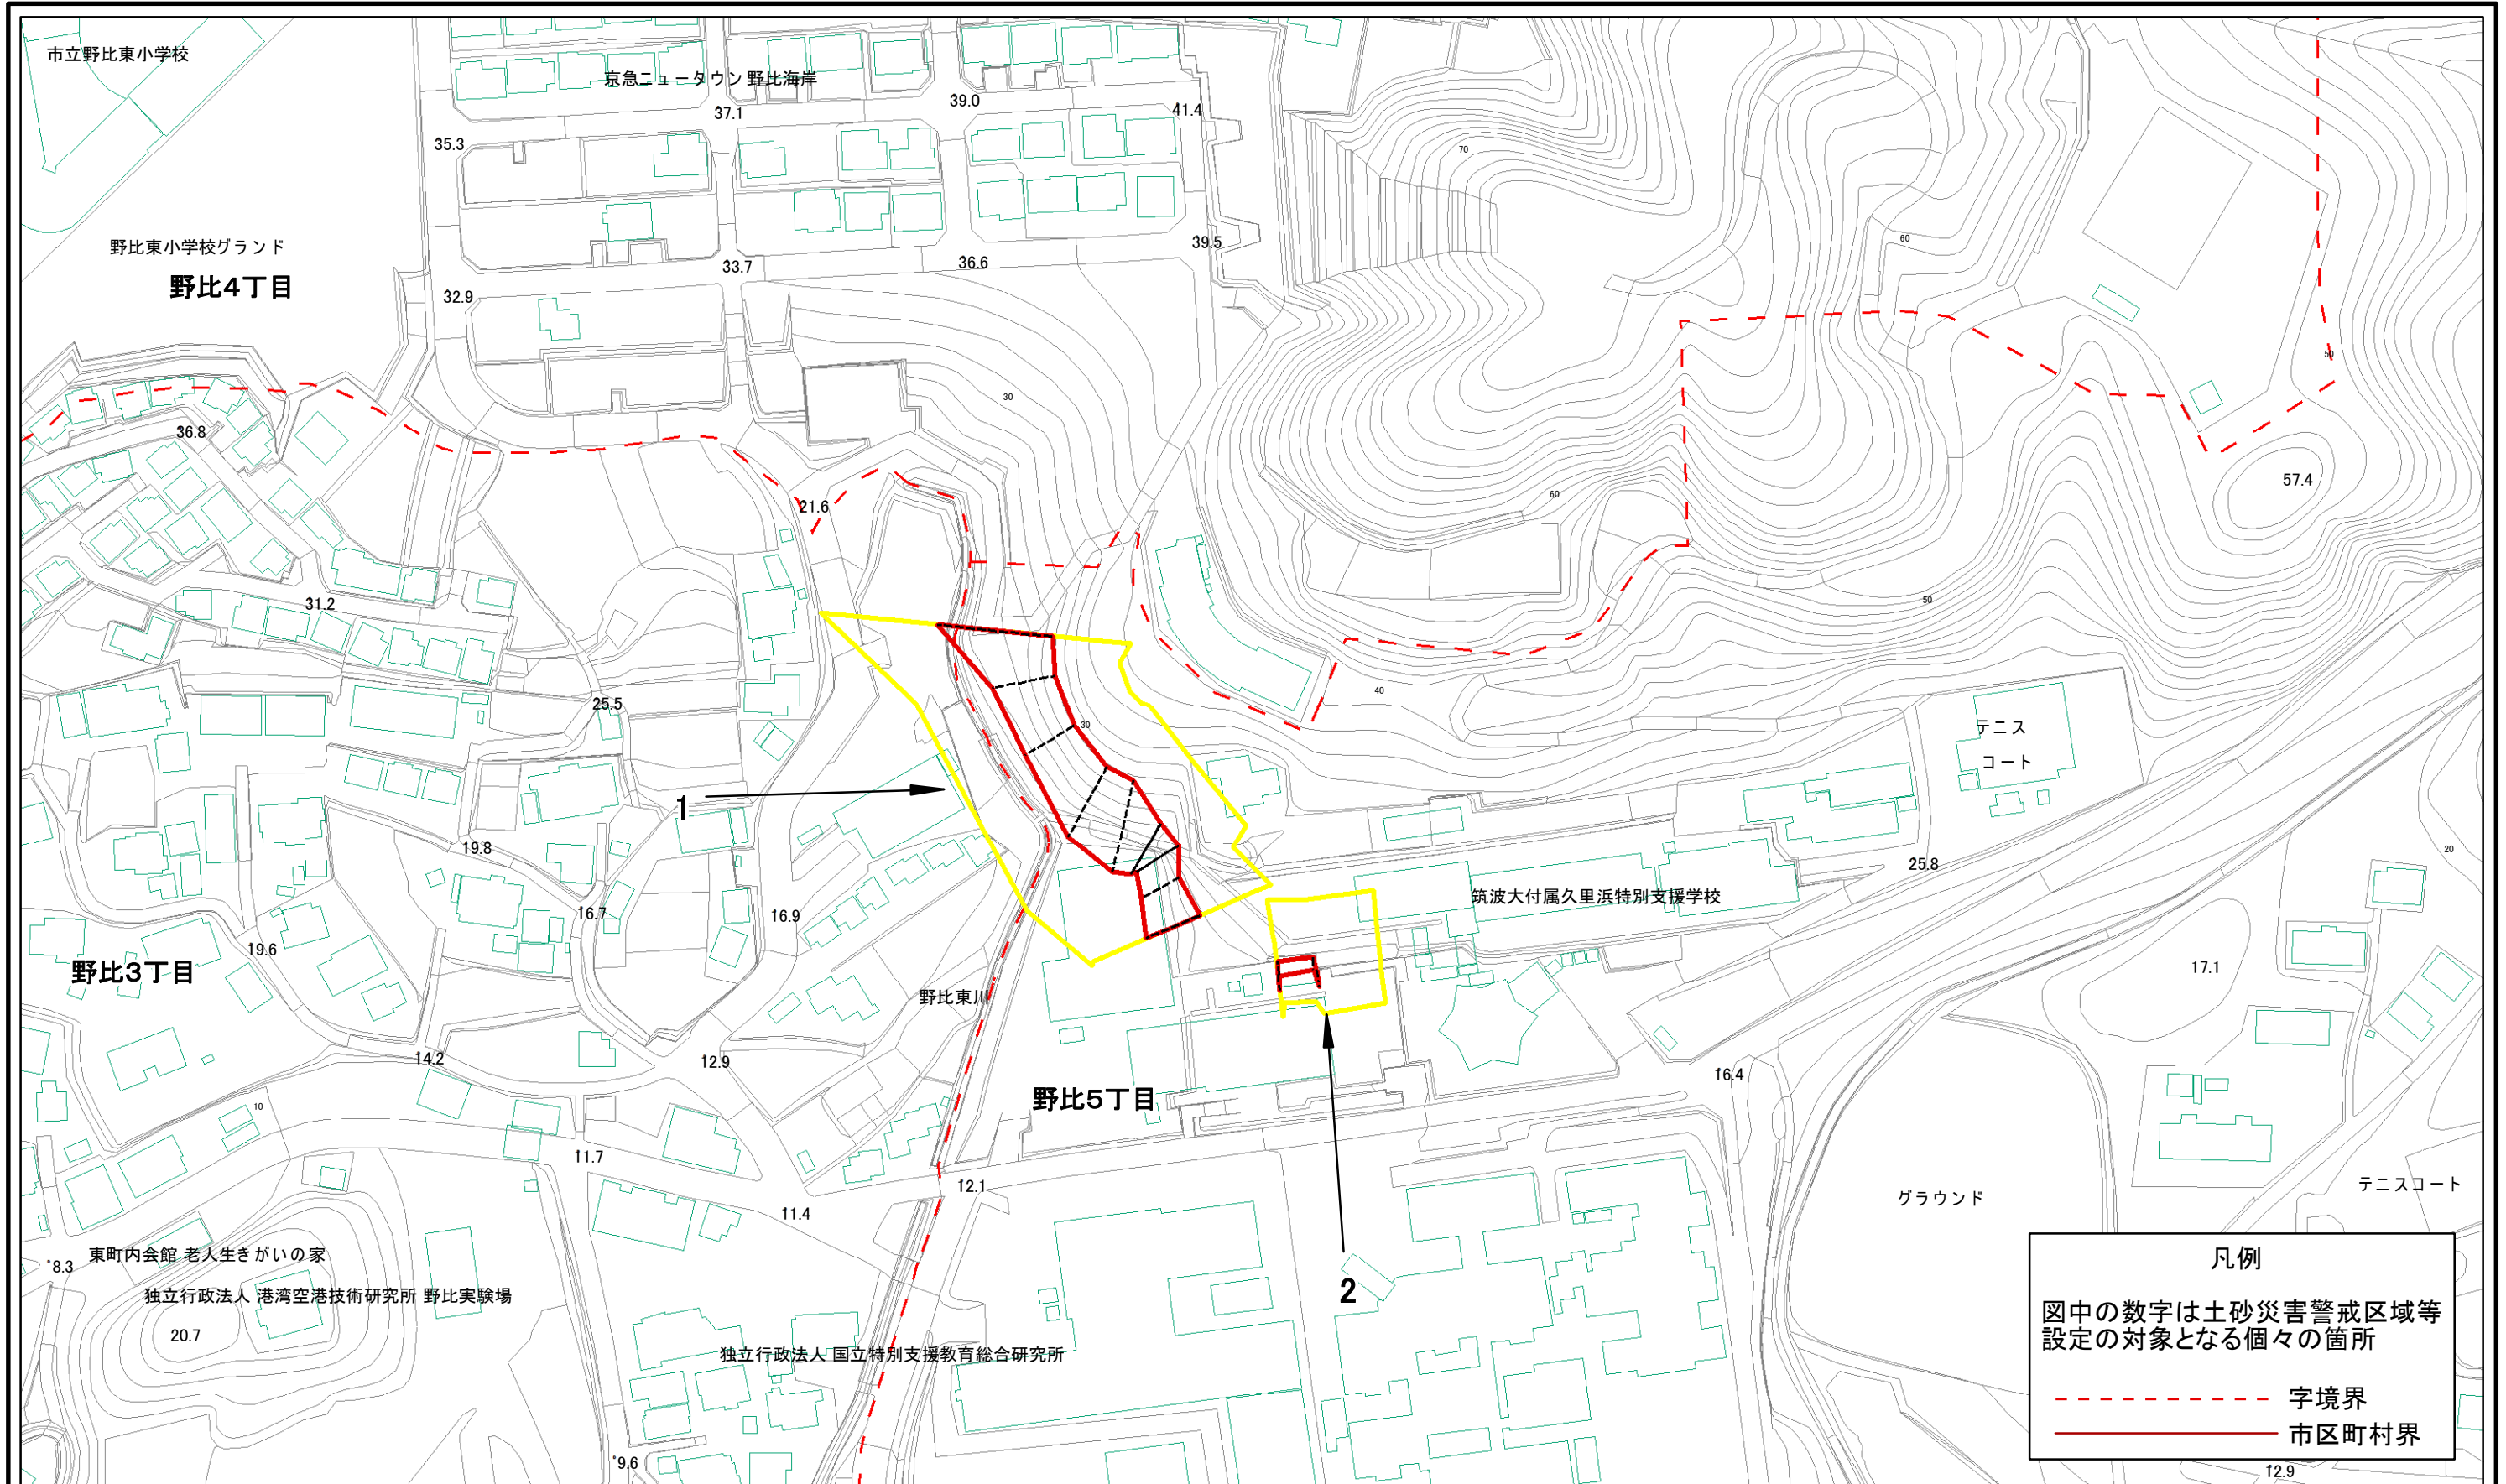 市立野比東小学校
京急ニュータウン 野比海岸
39.0
41.4
37.1
35.3
70
野比東小学校グランド
39.5
60
36.6
33.7
野比4丁目
32.9
50
30
36.8
57.4
60
21.6
50
31.2
40
25.5
30
テニス
コート
1
19.8
20
25.8
筑波大付属久里浜特別支援学校
16.7
16.9
19.6
野比3丁目
17.1
野比東川
14.2
12.9
16.4
野比5丁目
10
11.7
12.1
テニスコート
グラウンド
11.4
東町内会館 老人生きがいの家
8.3
2
独立行政法人 港湾空港技術研究所 野比実験場
20.7
独立行政法人 国立特別支援教育総合研究所
9.6
凡例
図中の数字は土砂災害警戒区域等
設定の対象となる個々の箇所
字境界
市区町村界
12.9